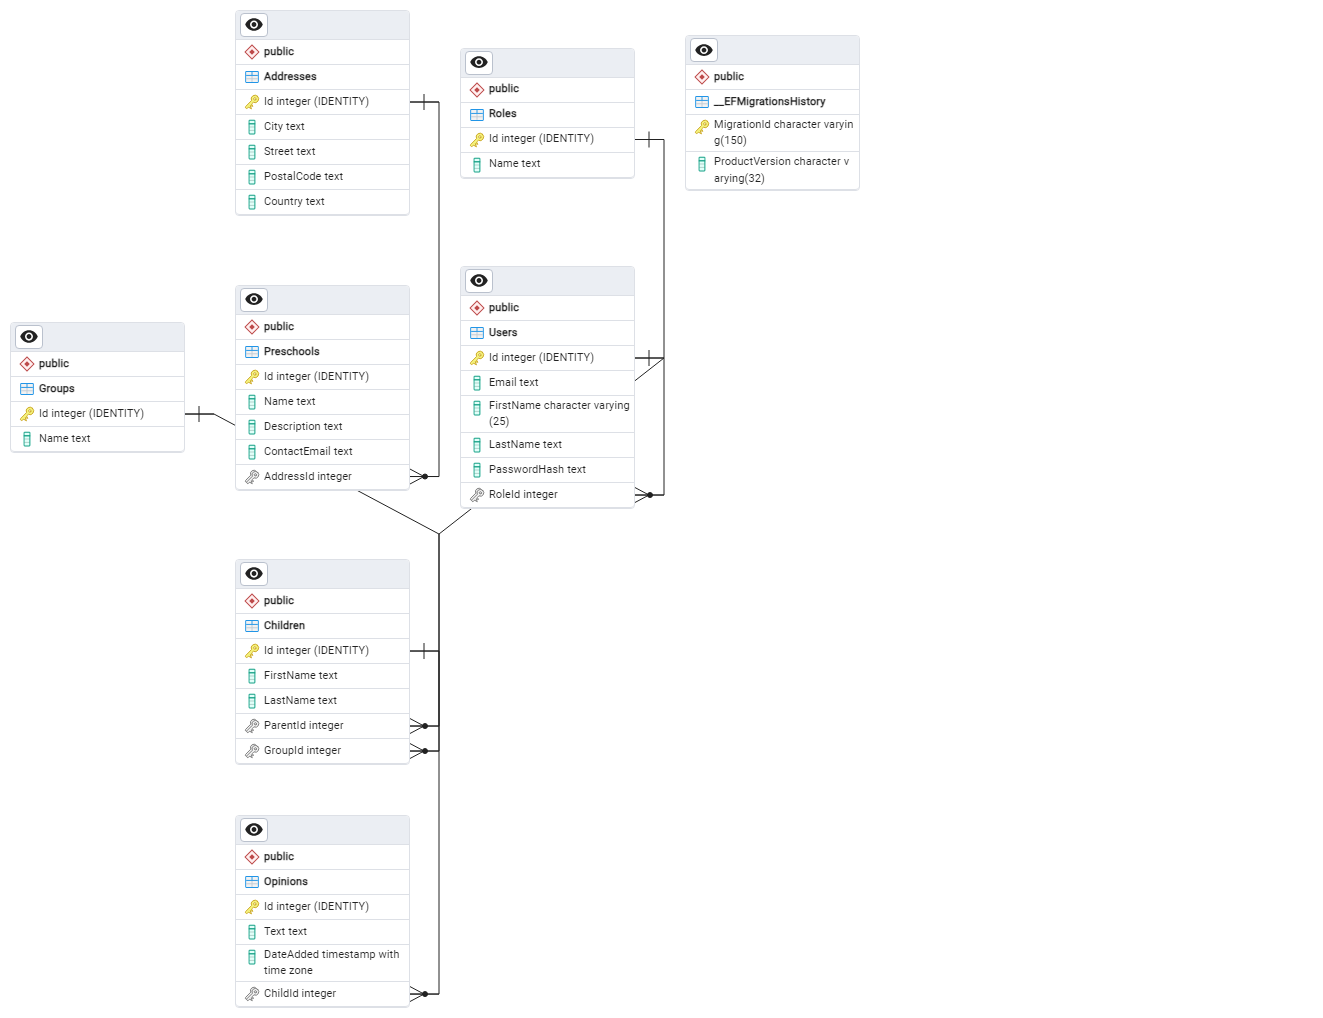 public
Addresses
Id integer (IDENTITY)
City text
Street text
PostalCode text
Country text
public
Roles
Id integer (IDENTITY)
Name text
public
__EFMigrationsHistory
MigrationId character varyin
g(150)
ProductVersion character v
arying(32)
public
Groups
Id integer (IDENTITY)
Name text
public
Preschools
Id integer (IDENTITY)
Name text
Description text
ContactEmail text
AddressId integer
public
Users
Id integer (IDENTITY)
Email text
FirstName character varying
(25)
LastName text
PasswordHash text
RoleId integer
public
Children
Id integer (IDENTITY)
FirstName text
LastName text
ParentId integer
GroupId integer
public
Opinions
Id integer (IDENTITY)
Text text
DateAdded timestamp with
time zone
ChildId integer